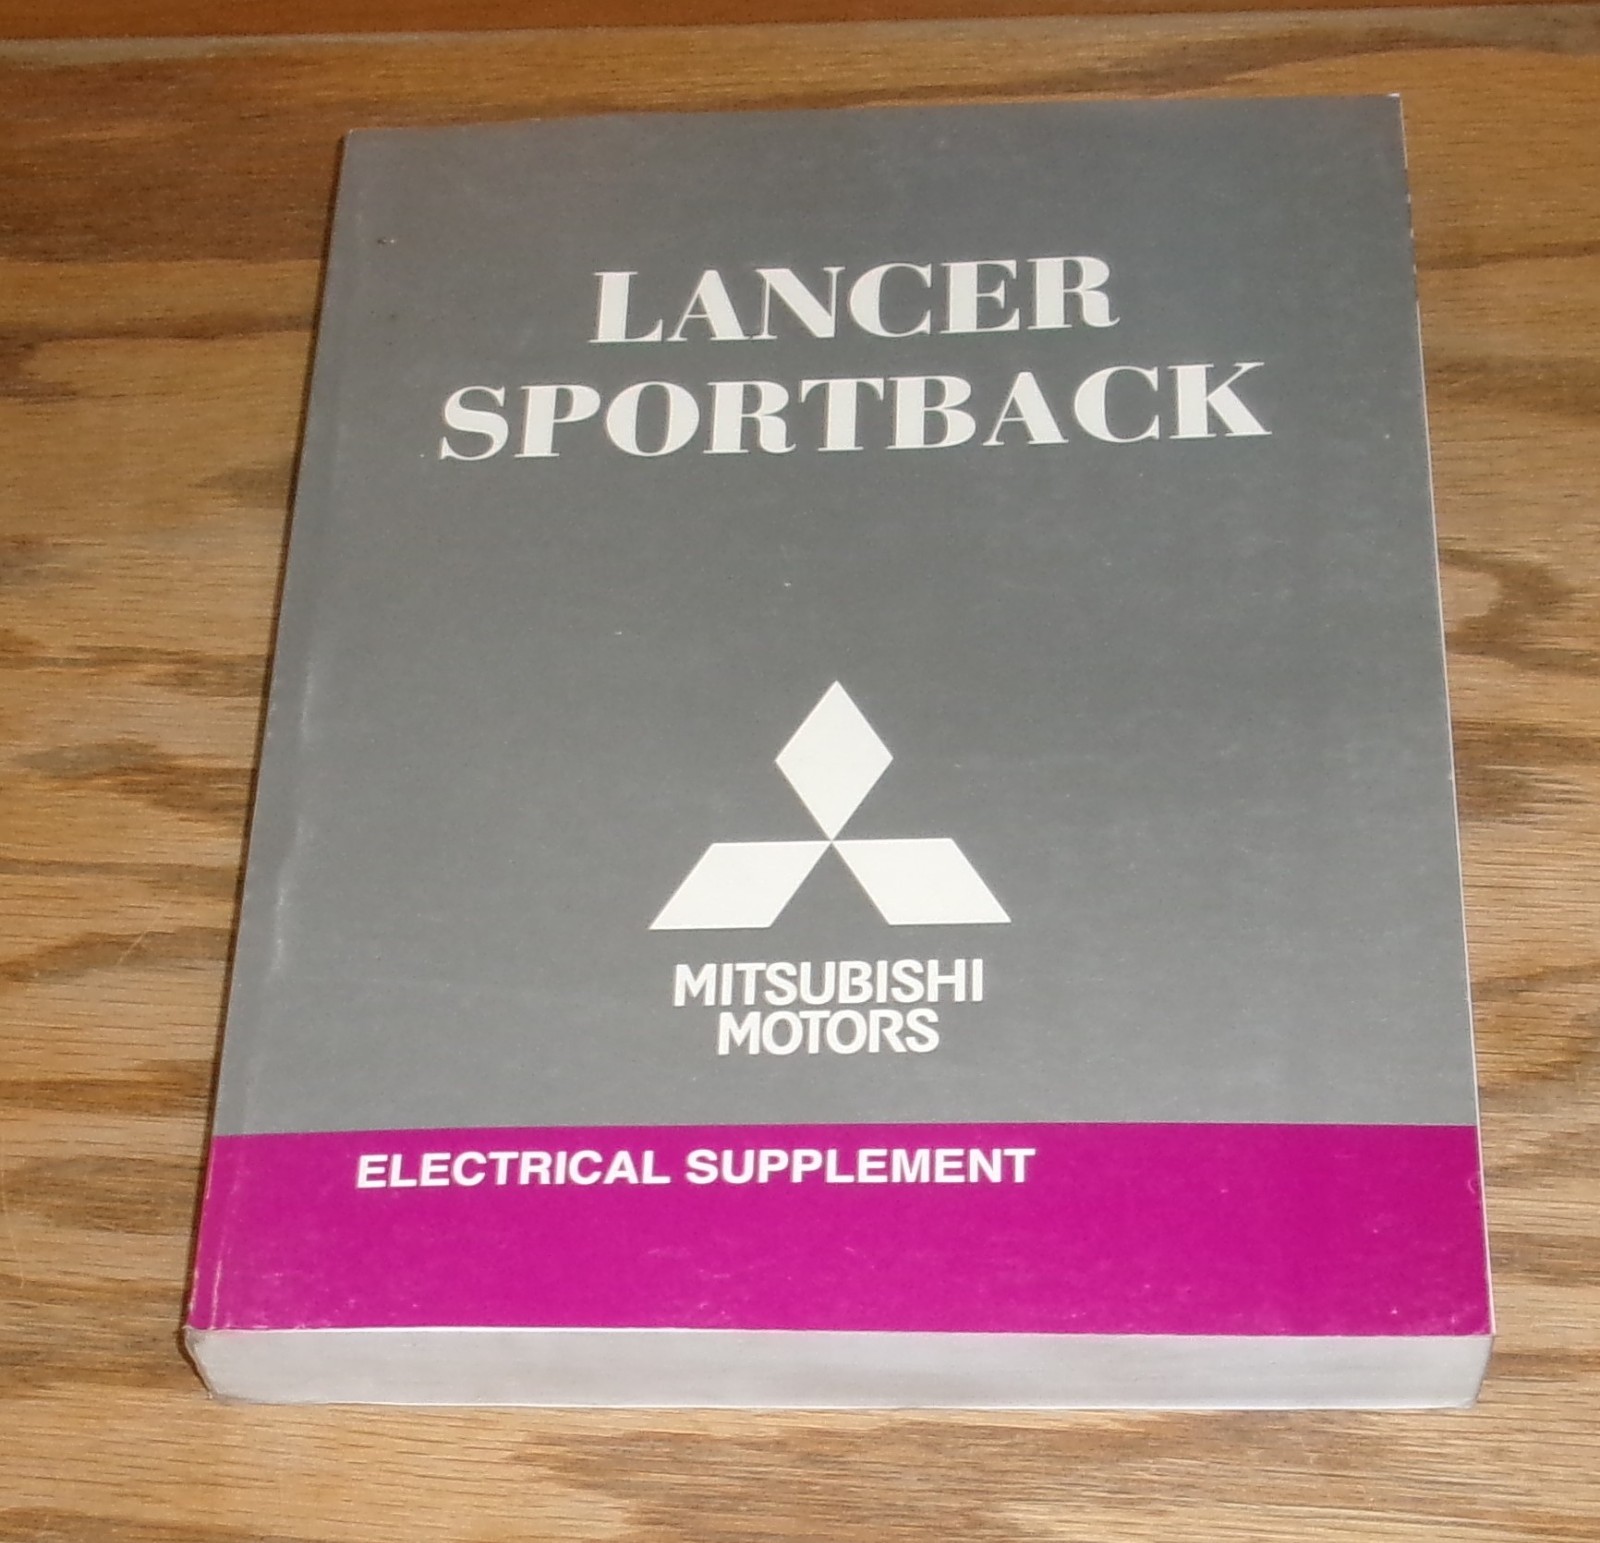 LANCER
SPORTBACK
MITSUBISHI
MOTORS
ELECTRICAL SUPPLEMENT